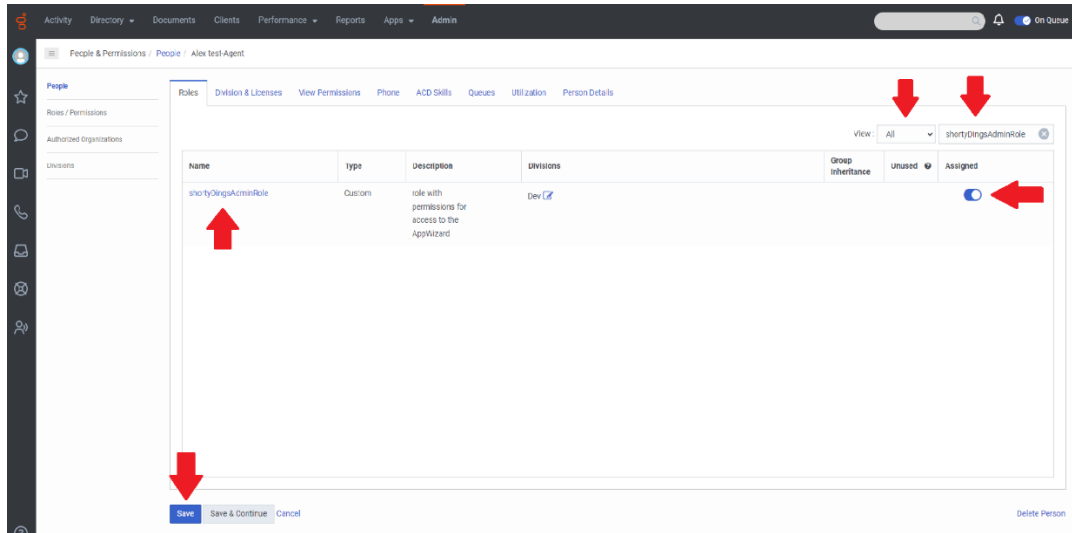 Activity Directory Documents Clients Performance Reports Apps Admin On Queue
People & Permissions / People / Alex test-Agent
People
Roles / Permissions
Authorized Organizations
Divisions
Roles Division & Licenses View Permissions Phone ACD Skills Queues Utilization Person Details
View: All shortyDingsAdminRole
Name Type Description Divisions Group Inheritance Unused Assigned
shortyDingsAdminRole Custom role with Dev
permissions for
access to the
AppWizard
Save Save & Continue Cancel Delete Person